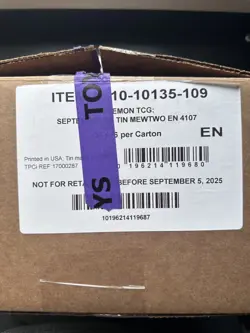 ITE 10-10135-109
EMON TCG;
SEPTE TIN MEWTWO EN 4107
6 per Carton
EN
Printed in USA. Tin m
TPCi REF 17000287
196214 119680
NOT FOR RETA BEFORE SEPTEMBER 5, 2025
10196214119687
TOY
YS